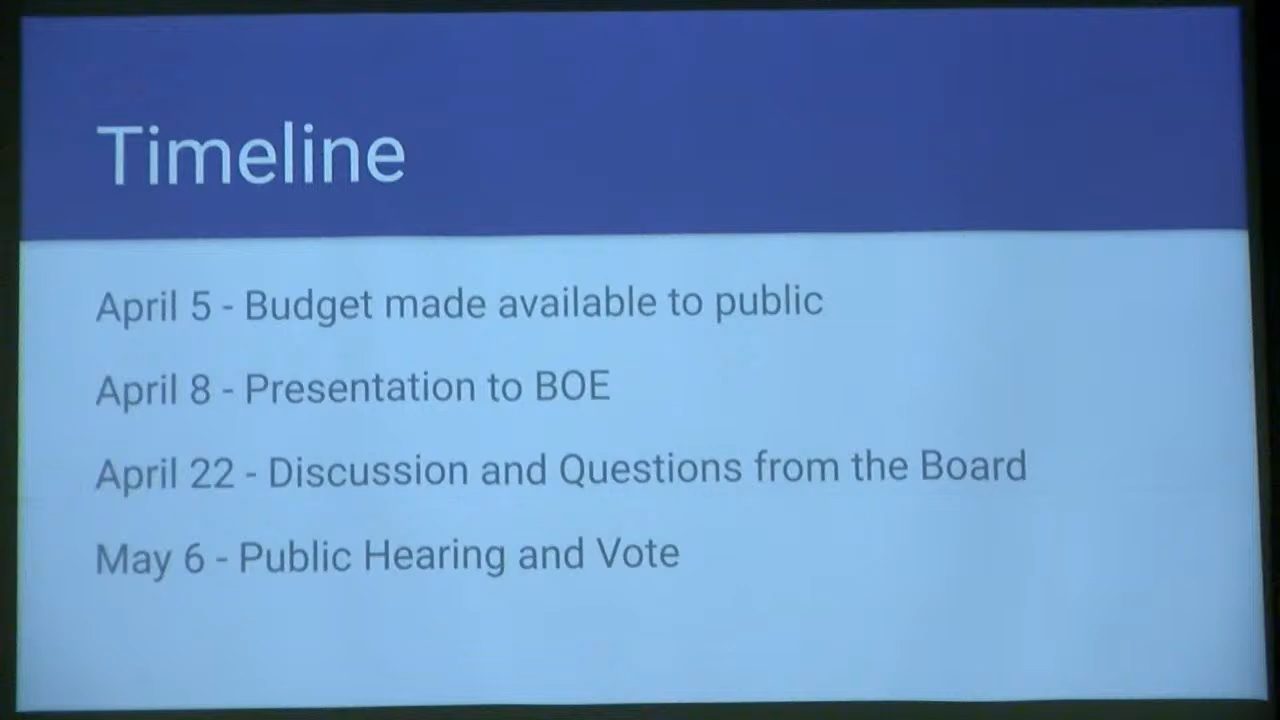 Timeline
April 5 - Budget made available to public
April 8 - Presentation to BOE
April 22 - Discussion and Questions from the Board
May 6 - Public Hearing and Vote